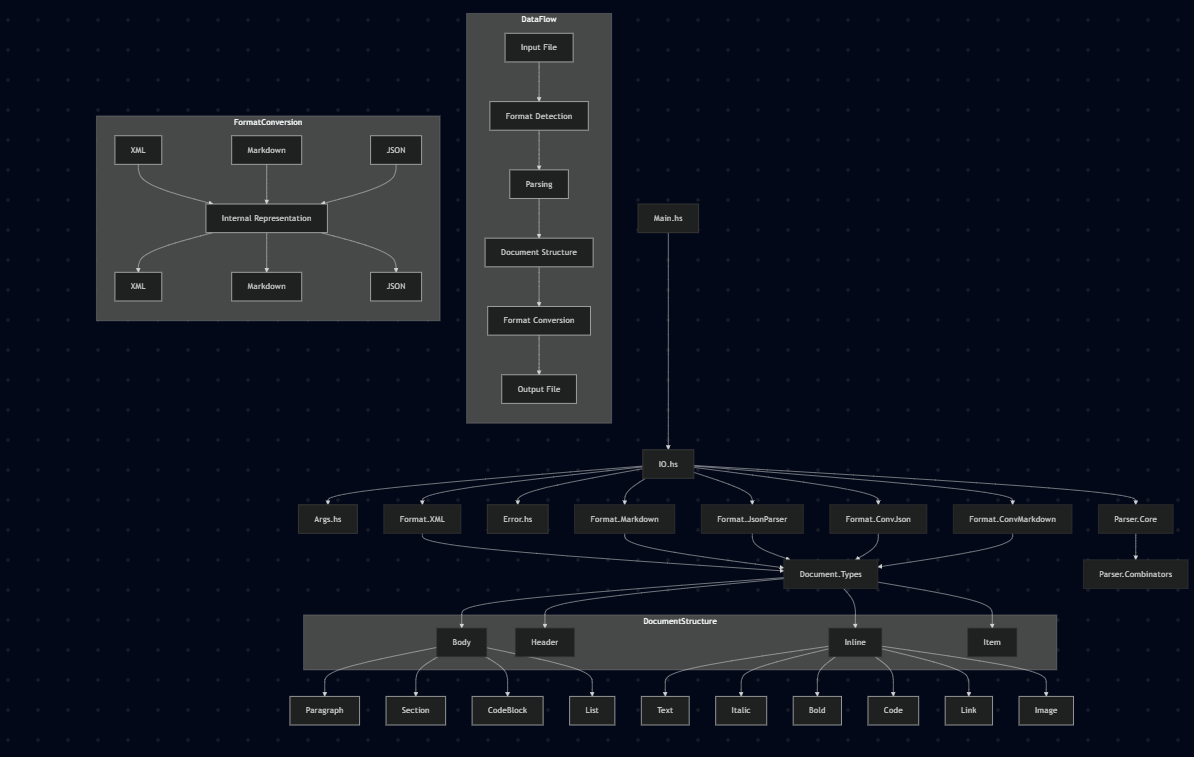 DataFlow
Input File
Format Detection
Parsing
Document Structure
Format Conversion
Output File
FormatConversion
XML
Markdown
JSON
Internal Representation
XML
Markdown
JSON
Main.hs
IO.hs
Args.hs
Format.XML
Error.hs
Format.Markdown
Format.JsonParser
Format.ConvJson
Format.ConvMarkdown
Parser.Core
Document.Types
Parser.Combinators
DocumentStructure
Body
Header
Inline
Item
Paragraph
Section
CodeBlock
List
Text
Italic
Bold
Code
Link
Image